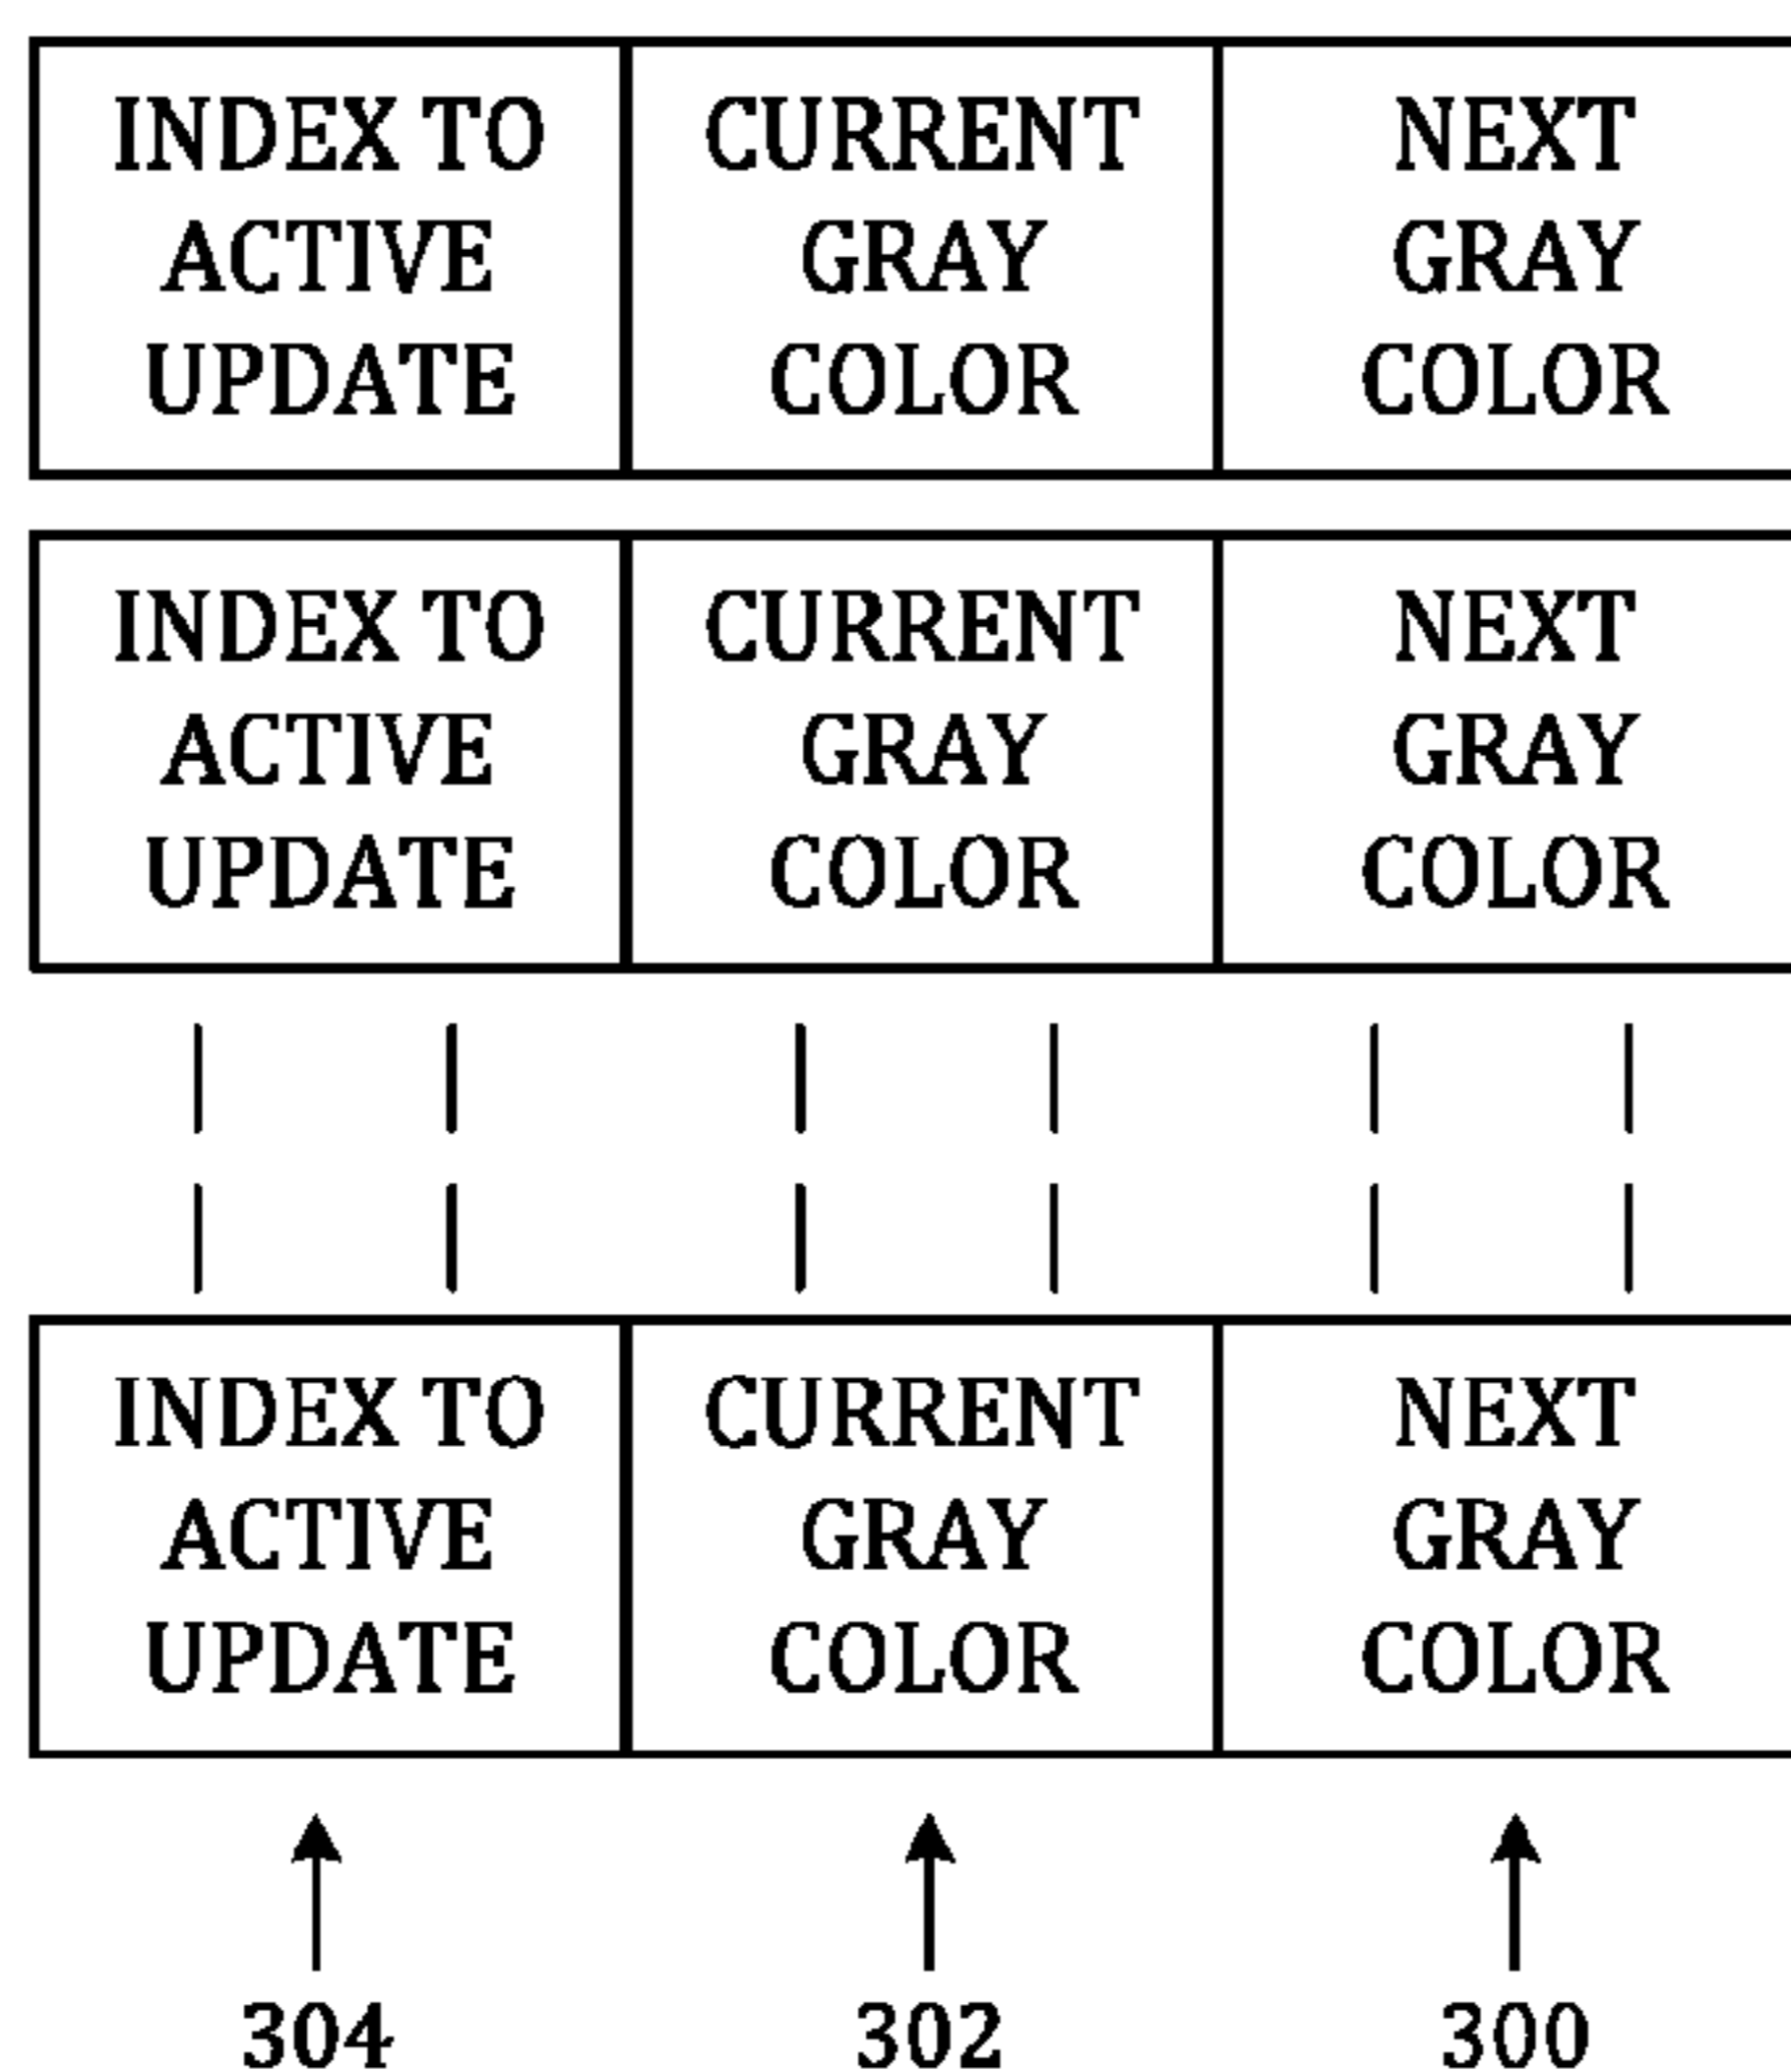 INDEX TO
ACTIVE
UPDATE
CURRENT
GRAY
COLOR
NEXT
GRAY
COLOR
INDEX TO
ACTIVE
UPDATE
CURRENT
GRAY
COLOR
NEXT
GRAY
COLOR
INDEX TO
ACTIVE
UPDATE
CURRENT
GRAY
COLOR
NEXT
GRAY
COLOR
304
302
300